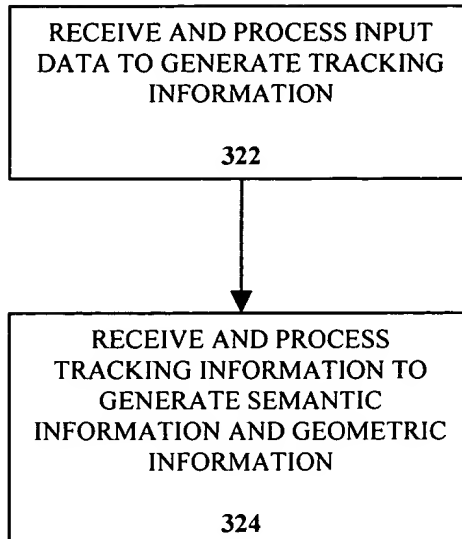 RECEIVE AND PROCESS INPUT
DATA TO GENERATE TRACKING
INFORMATION
322
RECEIVE AND PROCESS
TRACKING INFORMATION TO
GENERATE SEMANTIC
INFORMATION AND GEOMETRIC
INFORMATION
324